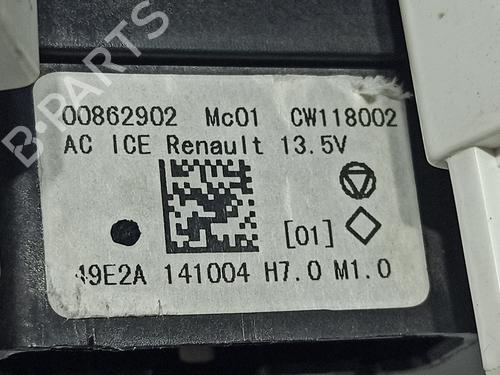 00862902 Mc01 CW118002
AC ICE Renault 13.5V
[01]
49E2A 141004 H7.0 M1.0
B-PARTS